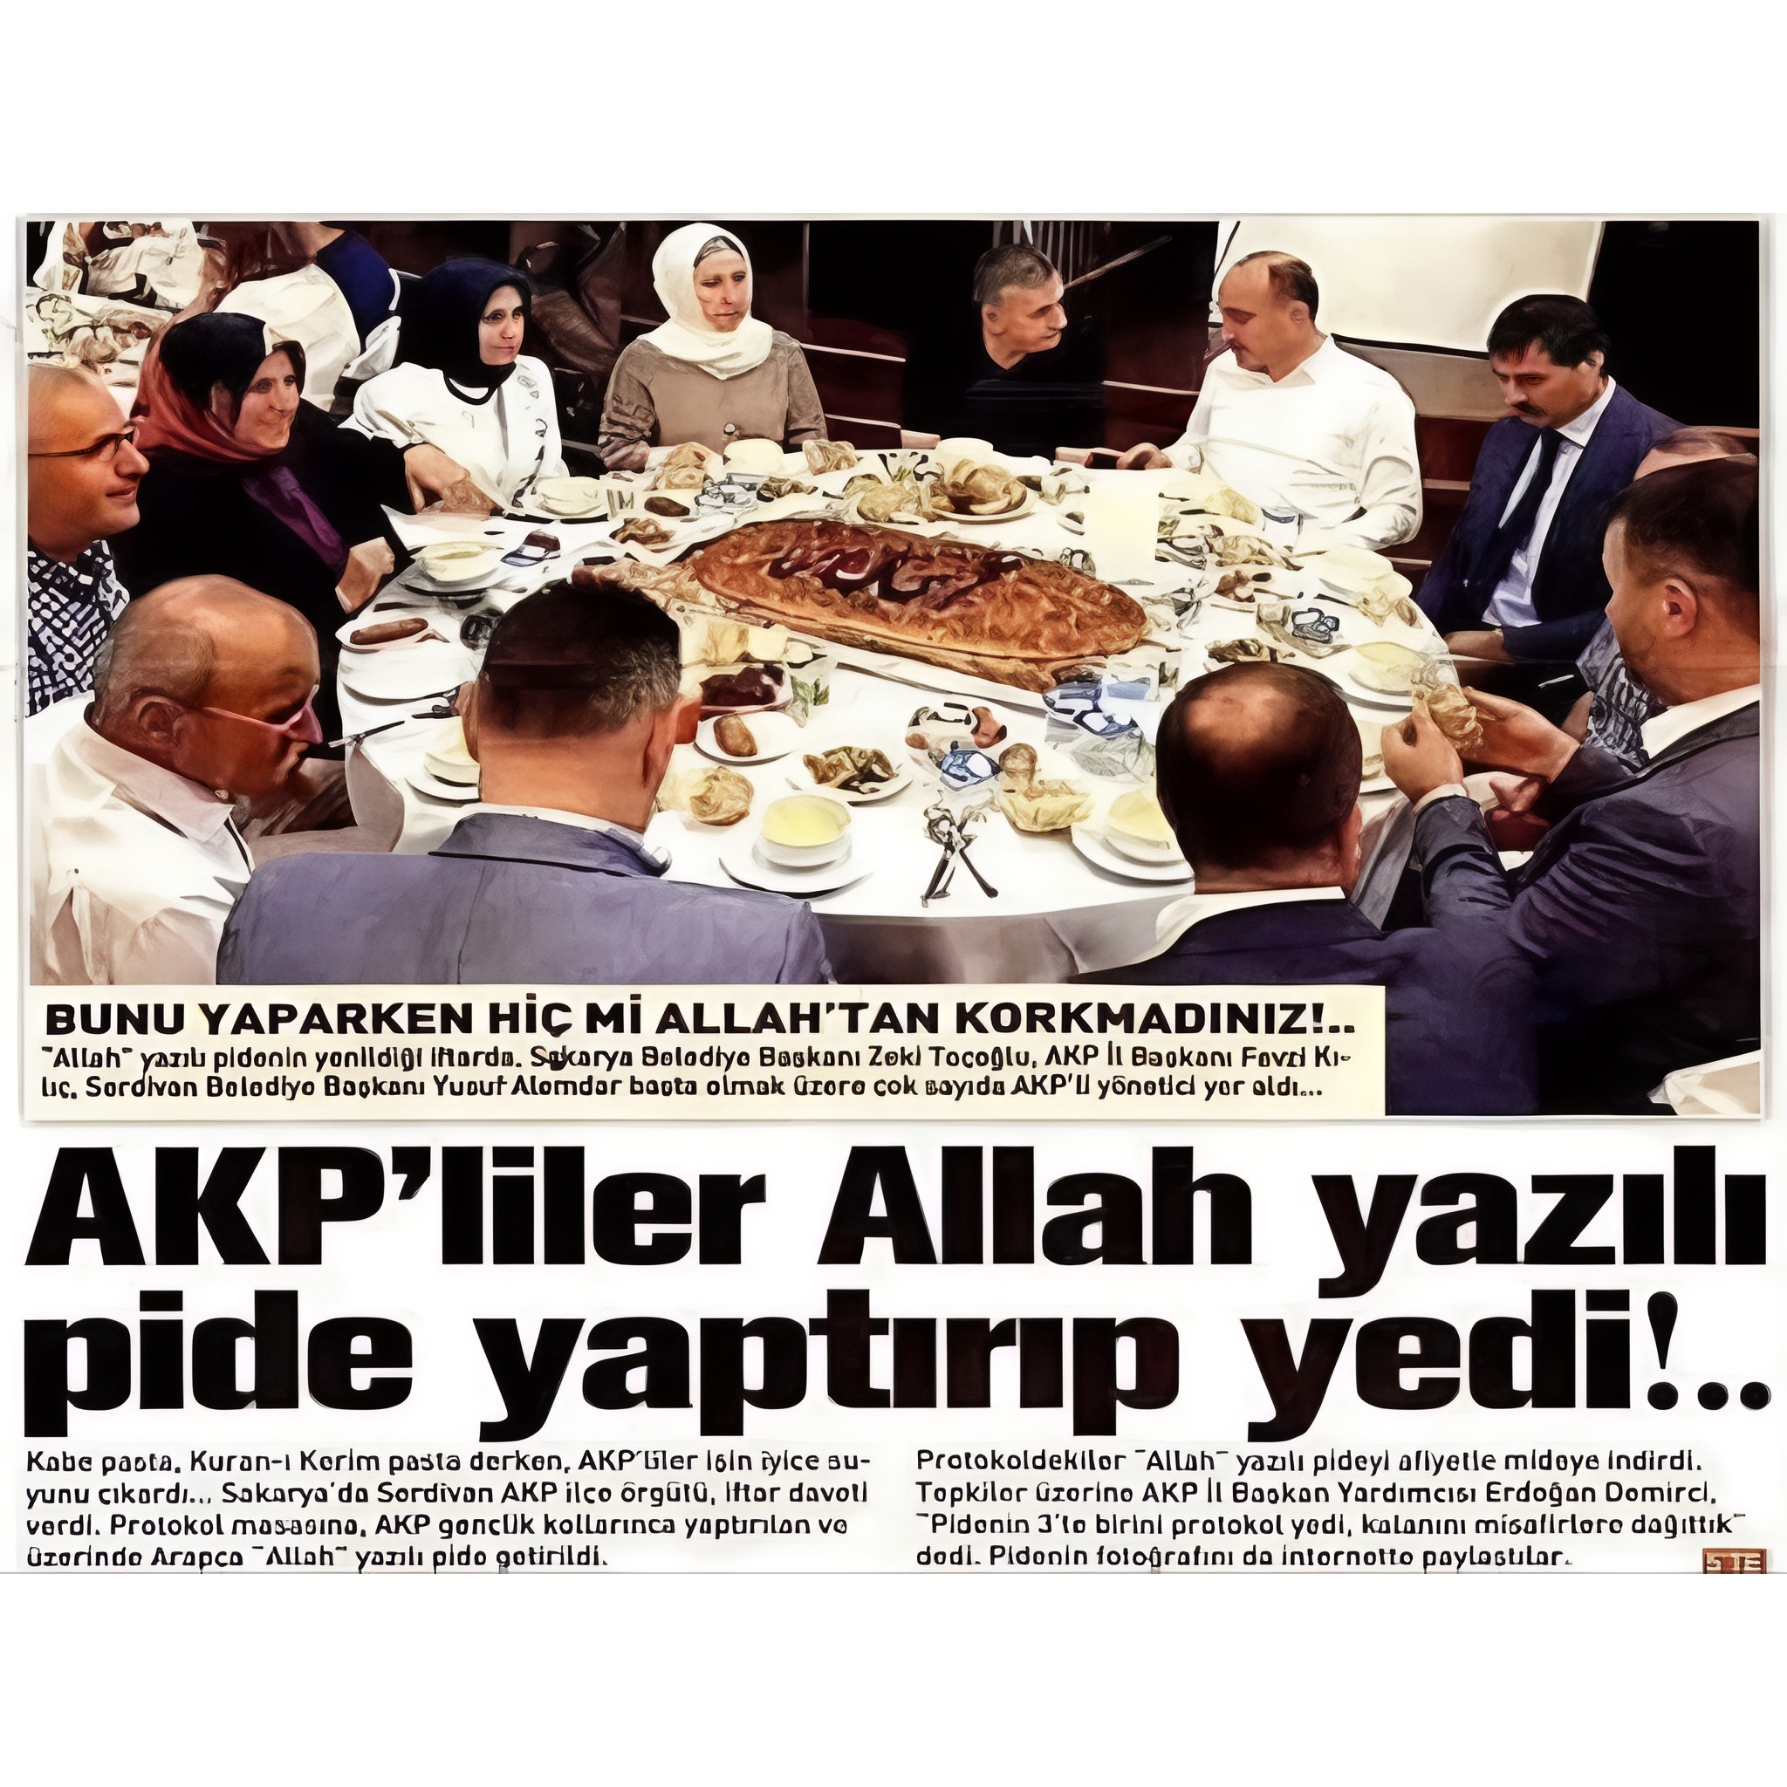 BUNU YAPARKEN HİÇ Mİ ALLAH'TAN KORKMADINIZ!..
"Allah" yazılı pidenin yenildiği iftarda, Sakarya Belediye Başkanı Zeki Toçoğlu, AKP İl Başkanı Fevzi Kı-
lıç, Serdivan Belediye Başkanı Yusuf Alemdar başta olmak üzere çok sayıda AKP'li yönetici yer aldı...
AKP'liler Allah yazılı
pide yaptırıp yedi!..
Kabe pasta, Kuran-ı Kerim pasta derken, AKP'liler işin iyice su-
yunu çıkardı... Sakarya'da Serdivan AKP ilçe örgütü, iftar daveti
verdi. Protokol masasına, AKP gençlik kollarınca yaptırılan ve
üzerinde Arapça "Allah" yazılı pide getirildi.
Protokoldekiler "Allah" yazılı pideyi afiyetle mideye indirdi.
Tepkiler üzerine AKP İl Başkan Yardımcısı Erdoğan Demirci,
"Pidenin 3'te birini protokol yedi, kalanını misafirlere dağıttık"
dedi. Pidenin fotoğrafını da internette paylaştılar.